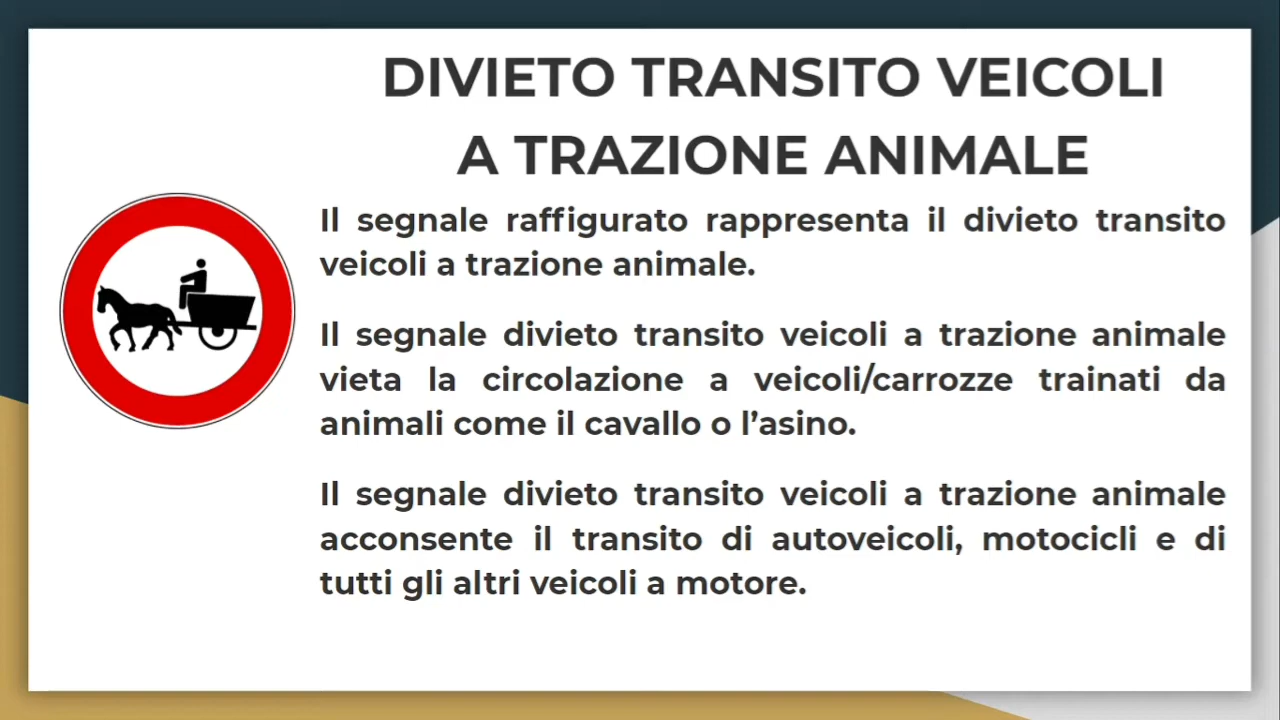 DIVIETO TRANSITO VEICOLI
A TRAZIONE ANIMALE
Il segnale raffigurato rappresenta il divieto transito
veicoli a trazione animale.
Il segnale divieto transito veicoli a trazione animale
vieta la circolazione a veicoli/carrozze trainati da
animali come il cavallo o l’asino.
Il segnale divieto transito veicoli a trazione animale
acconsente il transito di autoveicoli, motocicli e di
tutti gli altri veicoli a motore.